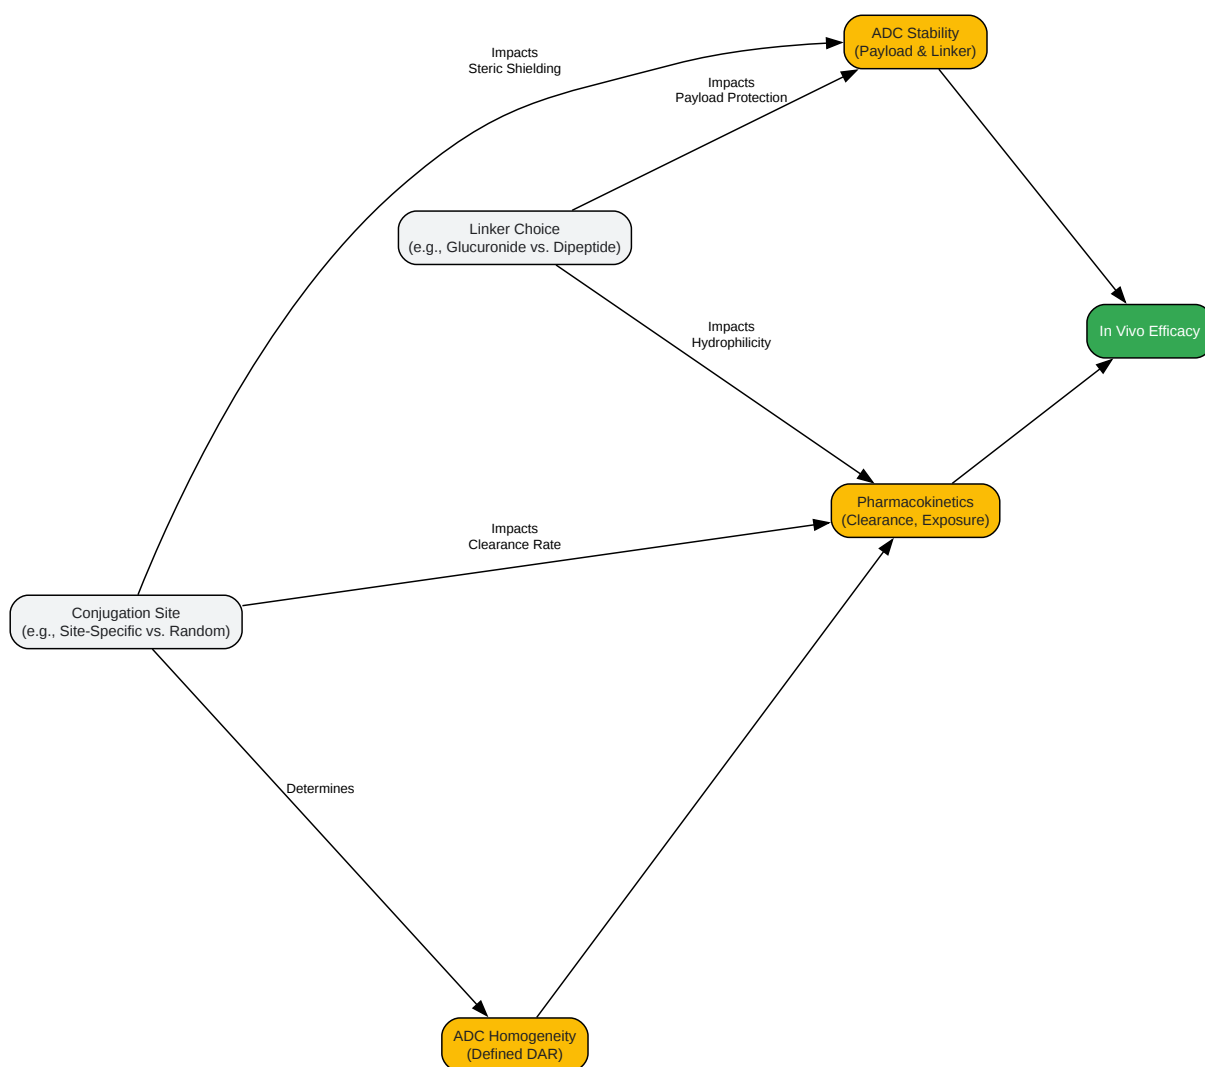 ADC Stability
(Payload & Linker)
Impacts
Steric Shielding
Impacts
Payload Protection
Linker Choice
(e.g., Glucuronide vs. Dipeptide)
In Vivo Efficacy
Impacts
Hydrophilicity
Pharmacokinetics
(Clearance, Exposure)
Impacts
Clearance Rate
Conjugation Site
(e.g., Site-Specific vs. Random)
Determines
ADC Homogeneity
(Defined DAR)